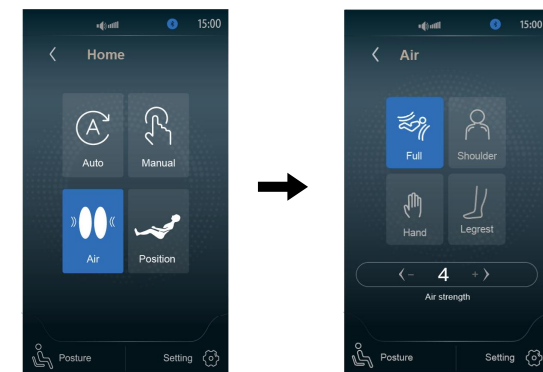 15:00
Home
A
Auto
Manual
Air
Position
Posture
Setting
15:00
Air
Full
Shoulder
Hand
Legrest
- 4 +
Air strength
Posture
Setting